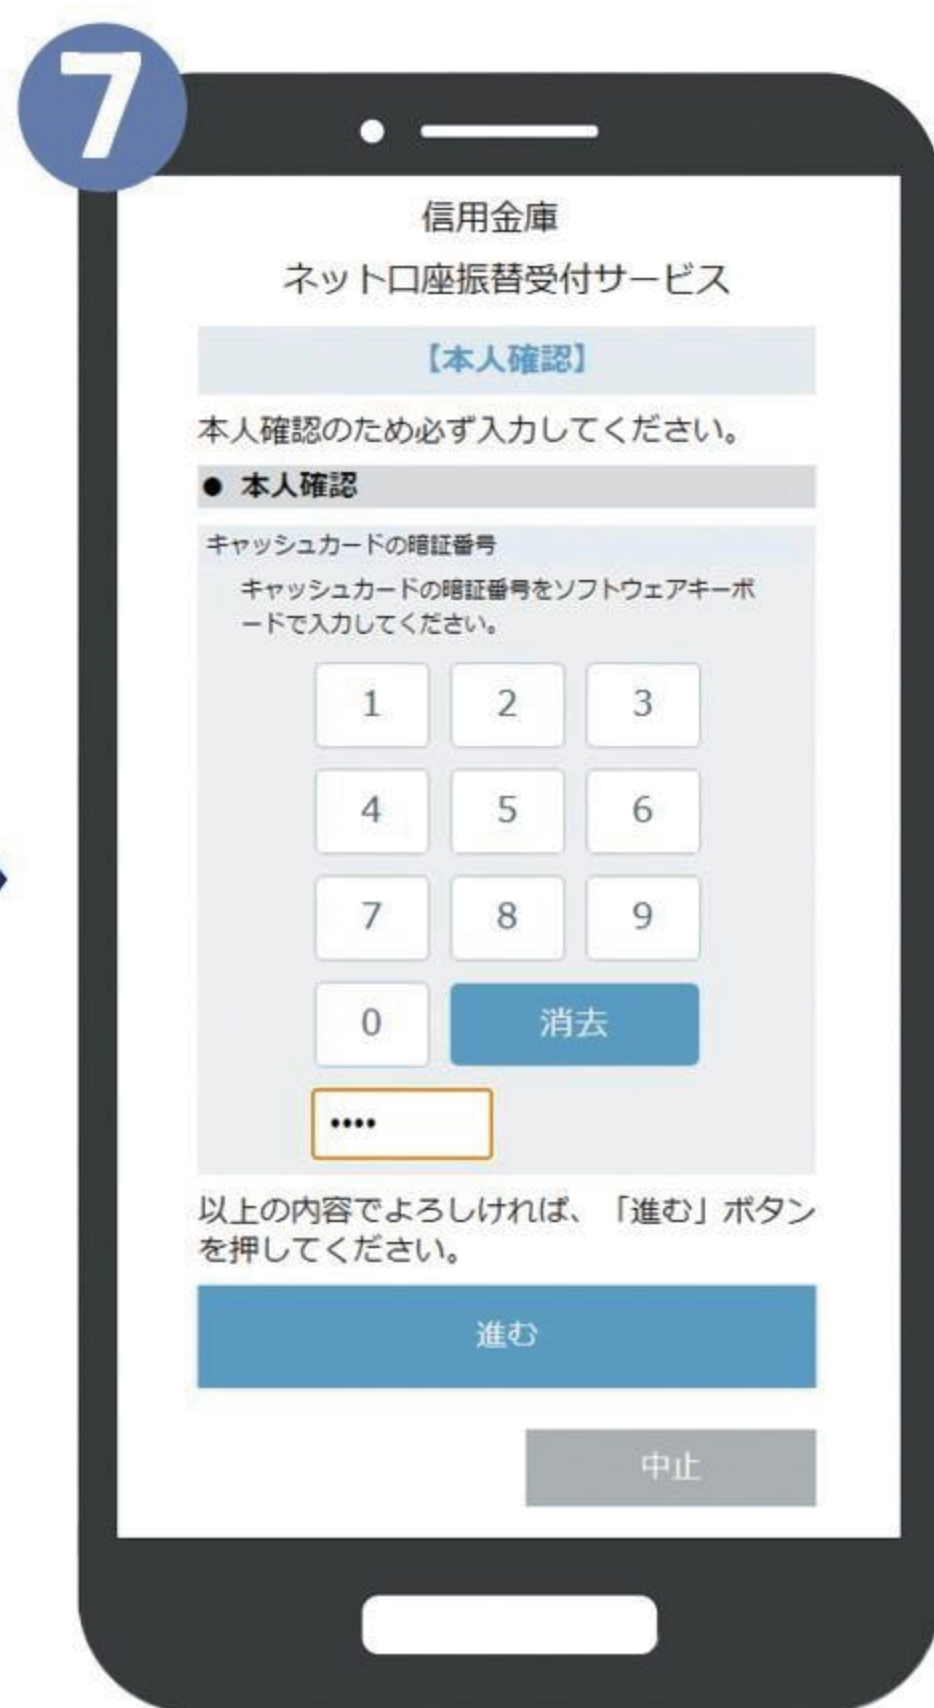 7
信用金庫
ネット口座振替受付サービス
【本人確認】
本人確認のため必ず入力してください。
● 本人確認
キャッシュカードの暗証番号
キャッシュカードの暗証番号をソフトウェアキーボ
ードで入力してください。
1 2 3
4 5 6
7 8 9
0 消去
••••
以上の内容でよろしければ、「進む」ボタン
を押してください。
進む
中止